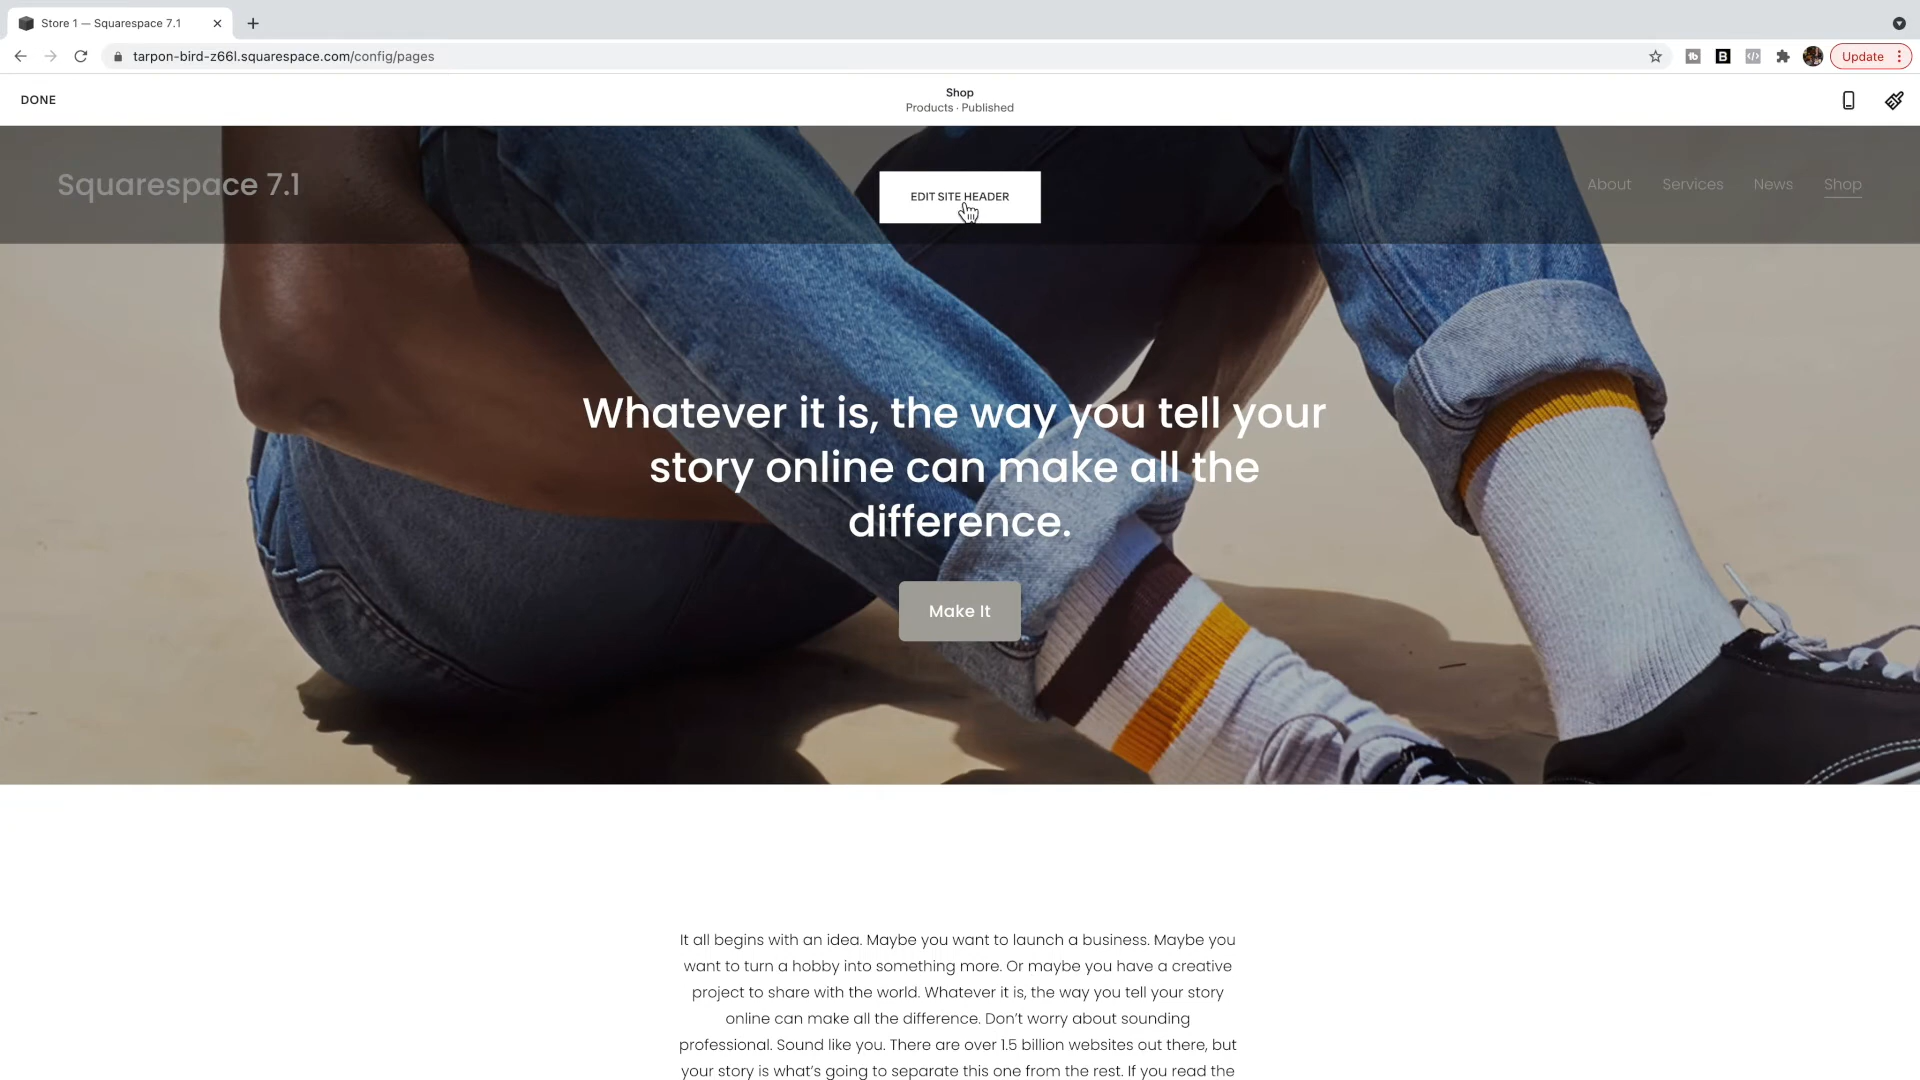 Store 1 — Squarespace 7.1
tarpon-bird-z66l.squarespace.com/config/pages
Update
DONE
Shop
Products · Published
Squarespace 7.1
EDIT SITE HEADER
About Services News Shop
Whatever it is, the way you tell your
story online can make all the
difference.
Make It
It all begins with an idea. Maybe you want to launch a business. Maybe you
want to turn a hobby into something more. Or maybe you have a creative
project to share with the world. Whatever it is, the way you tell your story
online can make all the difference. Don’t worry about sounding
professional. Sound like you. There are over 1.5 billion websites out there, but
your story is what’s going to separate this one from the rest. If you read the